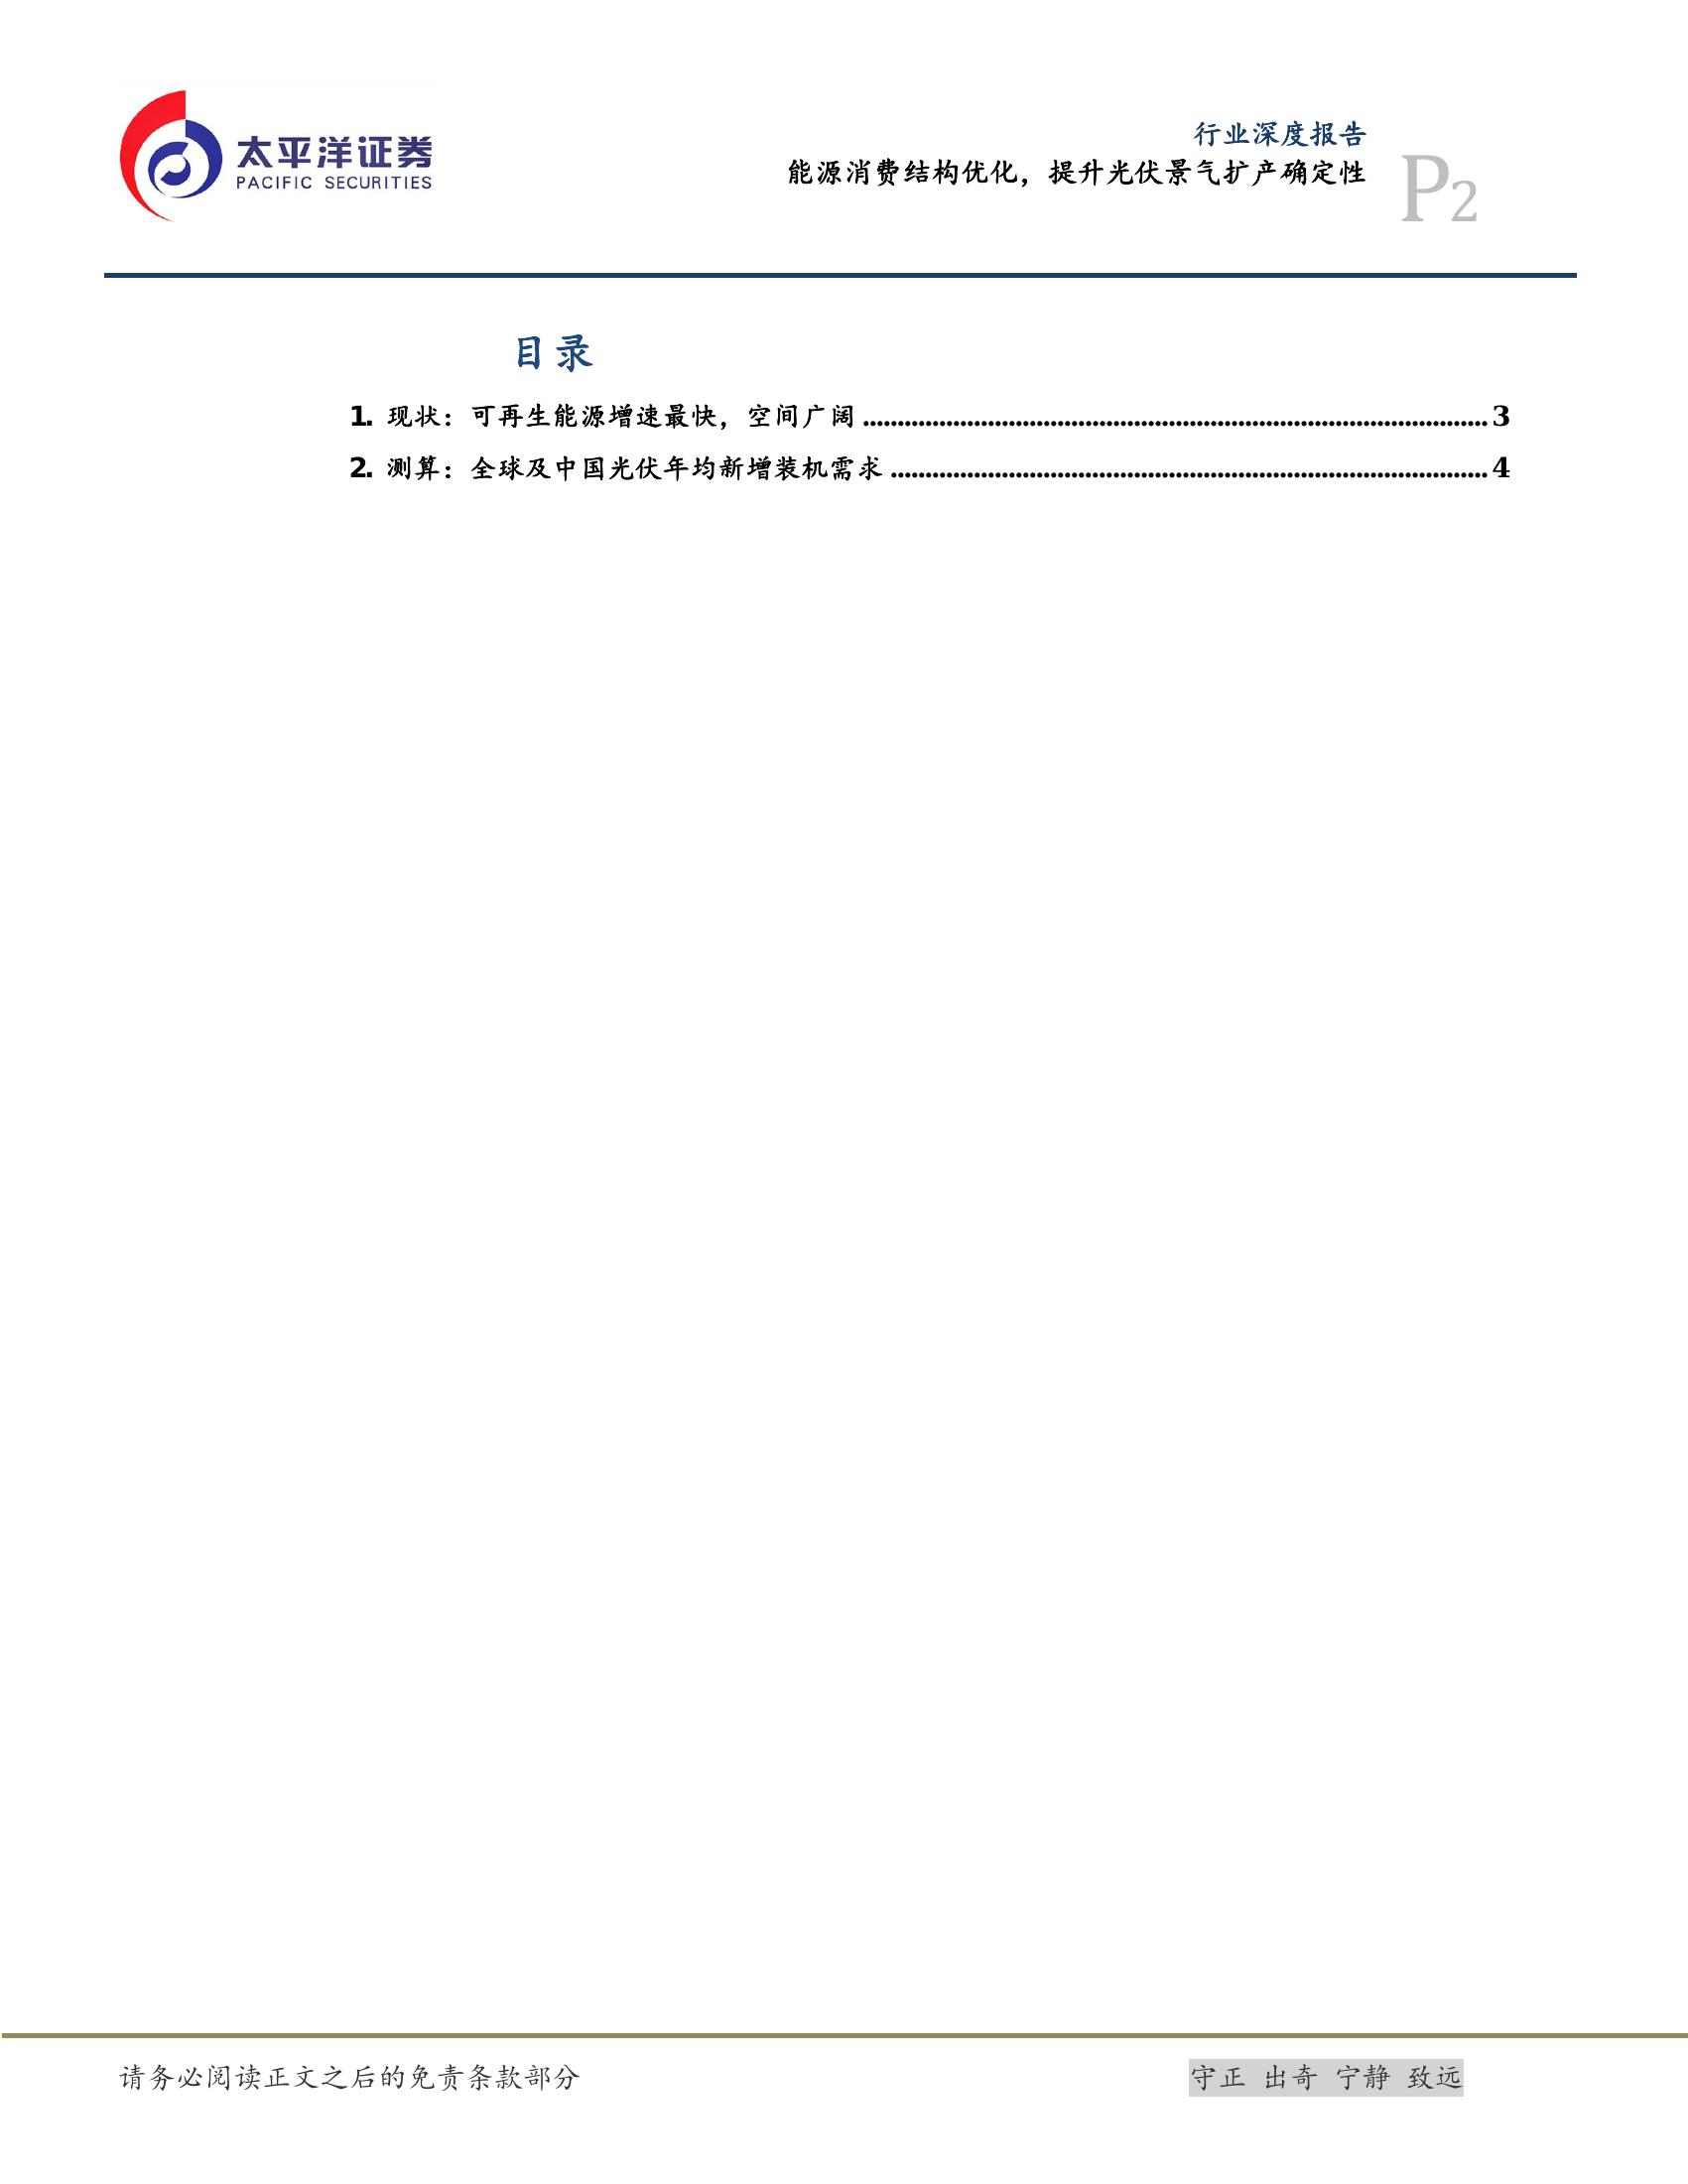 太平洋证券
PACIFIC SECURITIES
行业深度报告
能源消费结构优化，提升光伏景气扩产确定性
P2
目录
1. 现状：可再生能源增速最快，空间广阔 ........................................................................................ 3
2. 测算：全球及中国光伏年均新增装机需求 .................................................................................... 4
请务必阅读正文之后的免责条款部分
守正 出奇 宁静 致远